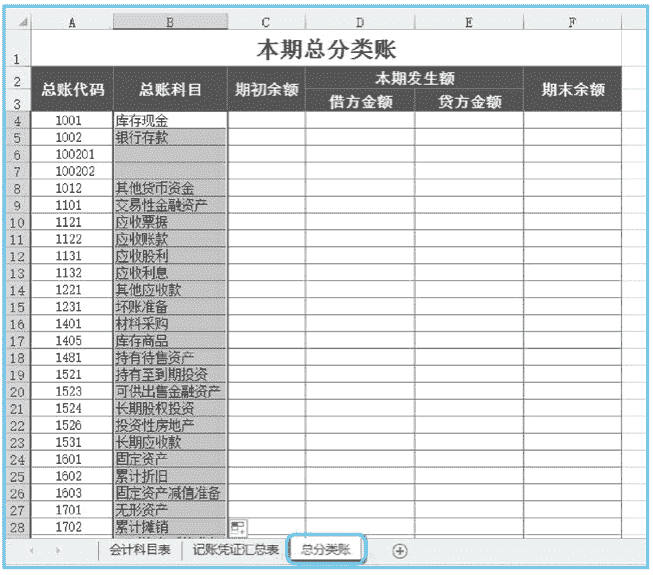 A B C D E F
1 本期总分类账
2 总账代码 总账科目 期初余额 本期发生额 期末余额
3 借方金额 贷方金额
4 1001 库存现金
5 1002 银行存款
6 100201
7 100202
8 1012 其他货币资金
9 1101 交易性金融资产
10 1121 应收票据
11 1122 应收账款
12 1131 应收股利
13 1132 应收利息
14 1221 其他应收款
15 1231 坏账准备
16 1401 材料采购
17 1405 库存商品
18 1481 持有待售资产
19 1521 持有至到期投资
20 1523 可供出售金融资产
21 1524 长期股权投资
22 1526 投资性房地产
23 1531 长期应收款
24 1601 固定资产
25 1602 累计折旧
26 1603 固定资产减值准备
27 1701 无形资产
28 1702 累计摊销
会计科目表 记账凭证汇总表 总分类账